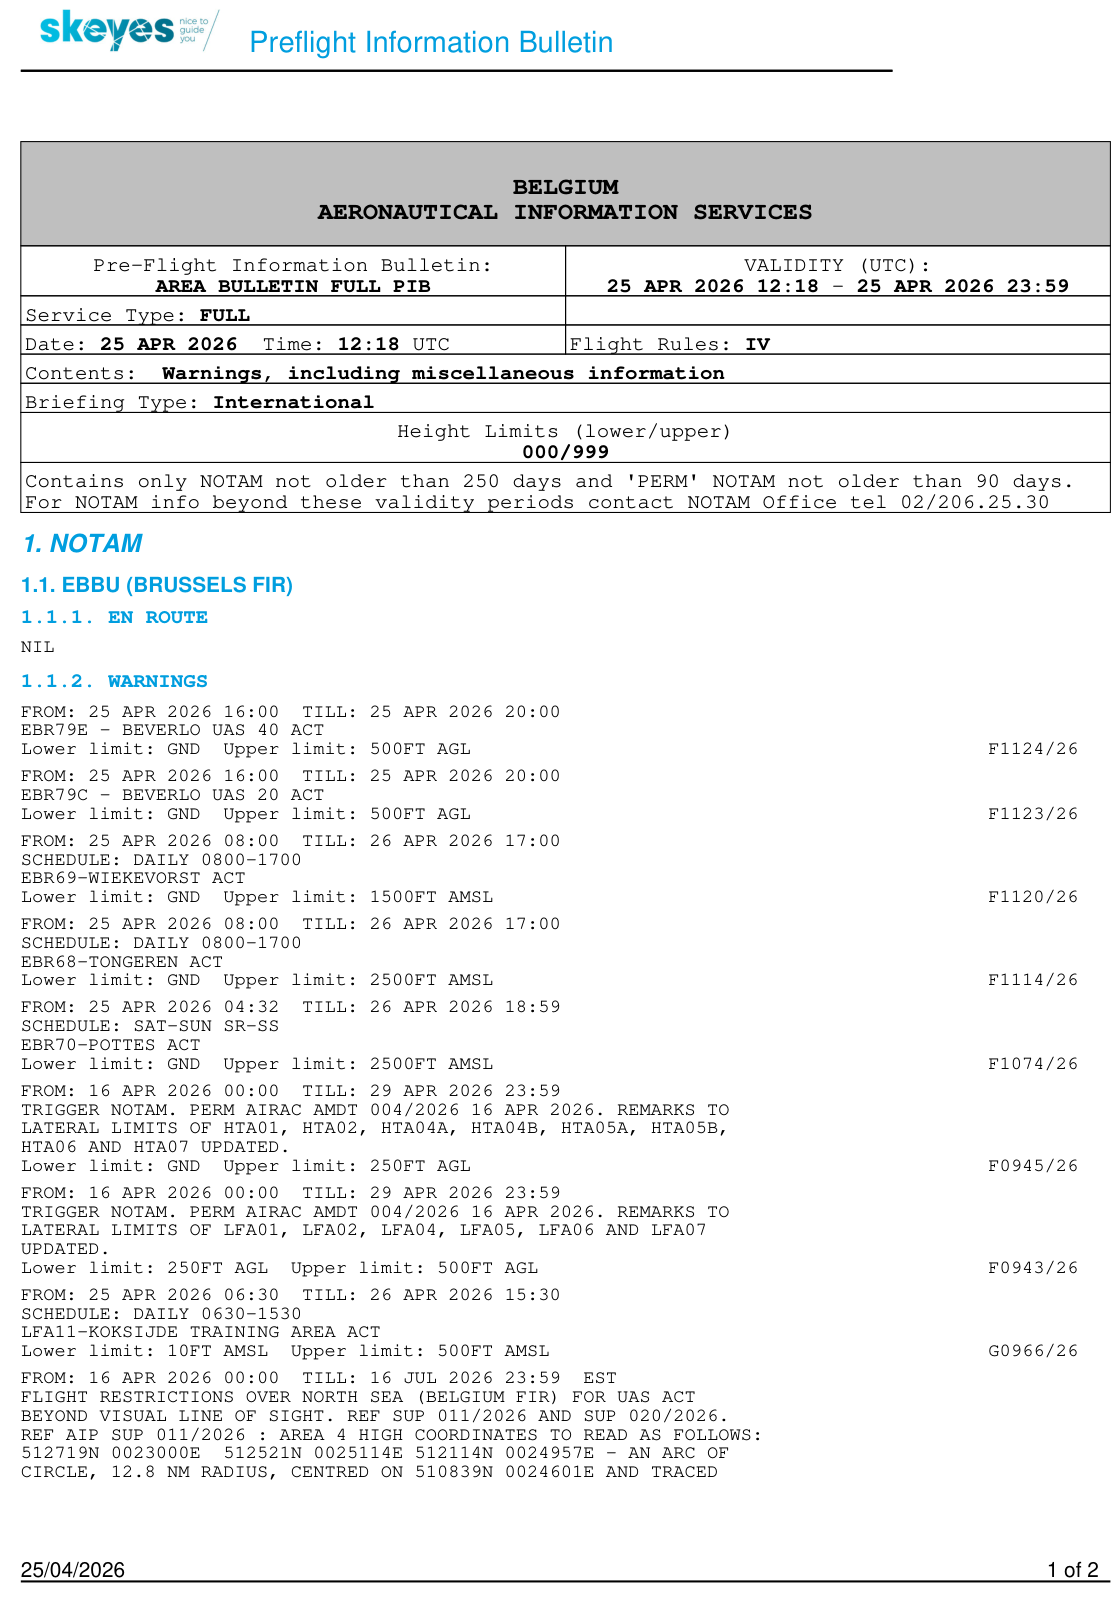 skeyes nice to guide you
Preflight Information Bulletin
BELGIUM
AERONAUTICAL INFORMATION SERVICES
Pre-Flight Information Bulletin:
AREA BULLETIN FULL PIB
VALIDITY (UTC):
25 APR 2026 12:18 - 25 APR 2026 23:59
Service Type: FULL
Date: 25 APR 2026  Time: 12:18 UTC
Flight Rules: IV
Contents:  Warnings, including miscellaneous information
Briefing Type: International
Height Limits (lower/upper)
000/999
Contains only NOTAM not older than 250 days and 'PERM' NOTAM not older than 90 days.
For NOTAM info beyond these validity periods contact NOTAM Office tel 02/206.25.30
1. NOTAM
1.1. EBBU (BRUSSELS FIR)
1.1.1. EN ROUTE
NIL
1.1.2. WARNINGS
FROM: 25 APR 2026 16:00  TILL: 25 APR 2026 20:00
EBR79E - BEVERLO UAS 40 ACT
Lower limit: GND  Upper limit: 500FT AGL F1124/26
FROM: 25 APR 2026 16:00  TILL: 25 APR 2026 20:00
EBR79C - BEVERLO UAS 20 ACT
Lower limit: GND  Upper limit: 500FT AGL F1123/26
FROM: 25 APR 2026 08:00  TILL: 26 APR 2026 17:00
SCHEDULE: DAILY 0800-1700
EBR69-WIEKEVORST ACT
Lower limit: GND  Upper limit: 1500FT AMSL F1120/26
FROM: 25 APR 2026 08:00  TILL: 26 APR 2026 17:00
SCHEDULE: DAILY 0800-1700
EBR68-TONGEREN ACT
Lower limit: GND  Upper limit: 2500FT AMSL F1114/26
FROM: 25 APR 2026 04:32  TILL: 26 APR 2026 18:59
SCHEDULE: SAT-SUN SR-SS
EBR70-POTTES ACT
Lower limit: GND  Upper limit: 2500FT AMSL F1074/26
FROM: 16 APR 2026 00:00  TILL: 29 APR 2026 23:59
TRIGGER NOTAM. PERM AIRAC AMDT 004/2026 16 APR 2026. REMARKS TO
LATERAL LIMITS OF HTA01, HTA02, HTA04A, HTA04B, HTA05A, HTA05B,
HTA06 AND HTA07 UPDATED.
Lower limit: GND  Upper limit: 250FT AGL F0945/26
FROM: 16 APR 2026 00:00  TILL: 29 APR 2026 23:59
TRIGGER NOTAM. PERM AIRAC AMDT 004/2026 16 APR 2026. REMARKS TO
LATERAL LIMITS OF LFA01, LFA02, LFA04, LFA05, LFA06 AND LFA07
UPDATED.
Lower limit: 250FT AGL  Upper limit: 500FT AGL F0943/26
FROM: 25 APR 2026 06:30  TILL: 26 APR 2026 15:30
SCHEDULE: DAILY 0630-1530
LFA11-KOKSIJDE TRAINING AREA ACT
Lower limit: 10FT AMSL  Upper limit: 500FT AMSL G0966/26
FROM: 16 APR 2026 00:00  TILL: 16 JUL 2026 23:59  EST
FLIGHT RESTRICTIONS OVER NORTH SEA (BELGIUM FIR) FOR UAS ACT
BEYOND VISUAL LINE OF SIGHT. REF SUP 011/2026 AND SUP 020/2026.
REF AIP SUP 011/2026 : AREA 4 HIGH COORDINATES TO READ AS FOLLOWS:
512719N 0023000E  512521N 0025114E 512114N 0024957E - AN ARC OF
CIRCLE, 12.8 NM RADIUS, CENTRED ON 510839N 0024601E AND TRACED
25/04/2026
1 of 2